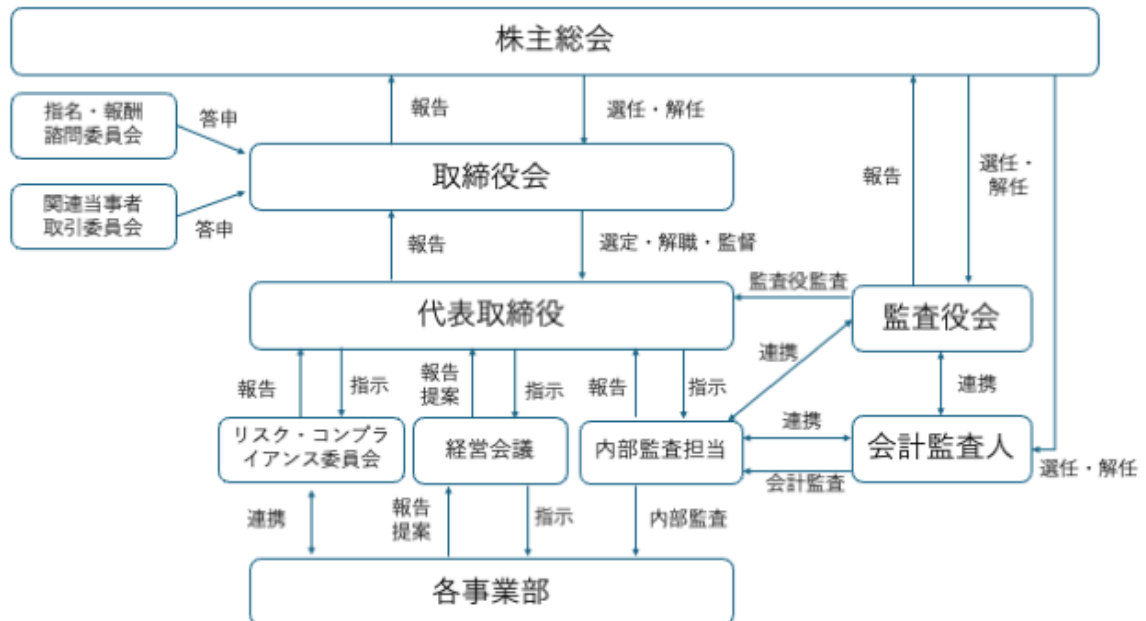 株主総会
指名・報酬
諮問委員会
答申
報告
選任・解任
取締役会
報告
選任・
解任
関連当事者
取引委員会
答申
報告
選定・解職・監督
代表取締役
監査役監査
監査役会
連携
報告
指示
報告
提案
指示
報告
指示
連携
リスク・コンプラ
イアンス委員会
経営会議
内部監査担当
連携
会計監査人
会計監査
選任・解任
連携
報告
提案
指示
内部監査
各事業部